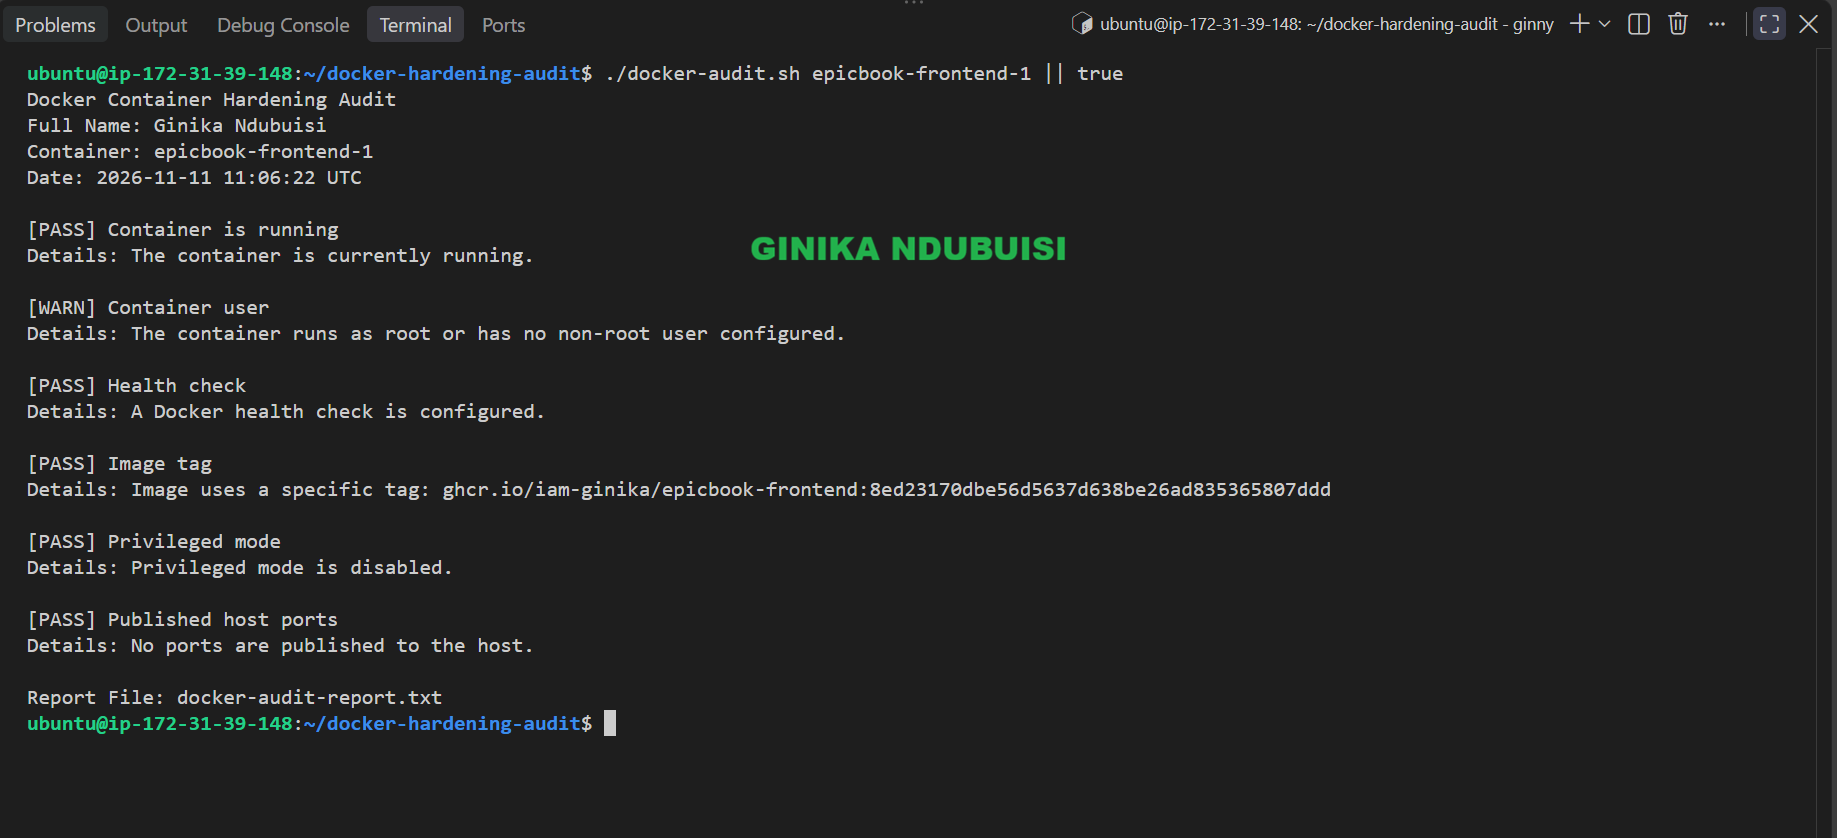 Problems Output Debug Console Terminal Ports
ubuntu@ip-172-31-39-148: ~/docker-hardening-audit - ginny
ubuntu@ip-172-31-39-148:~/docker-hardening-audit$ ./docker-audit.sh epicbook-frontend-1 || true
Docker Container Hardening Audit
Full Name: Ginika Ndubuisi
Container: epicbook-frontend-1
Date: 2026-11-11 11:06:22 UTC
[PASS] Container is running
GINIKA NDUBUISI
Details: The container is currently running.
[WARN] Container user
Details: The container runs as root or has no non-root user configured.
[PASS] Health check
Details: A Docker health check is configured.
[PASS] Image tag
Details: Image uses a specific tag: ghcr.io/iam-ginika/epicbook-frontend:8ed23170dbe56d5637d638be26ad835365807ddd
[PASS] Privileged mode
Details: Privileged mode is disabled.
[PASS] Published host ports
Details: No ports are published to the host.
Report File: docker-audit-report.txt
ubuntu@ip-172-31-39-148:~/docker-hardening-audit$